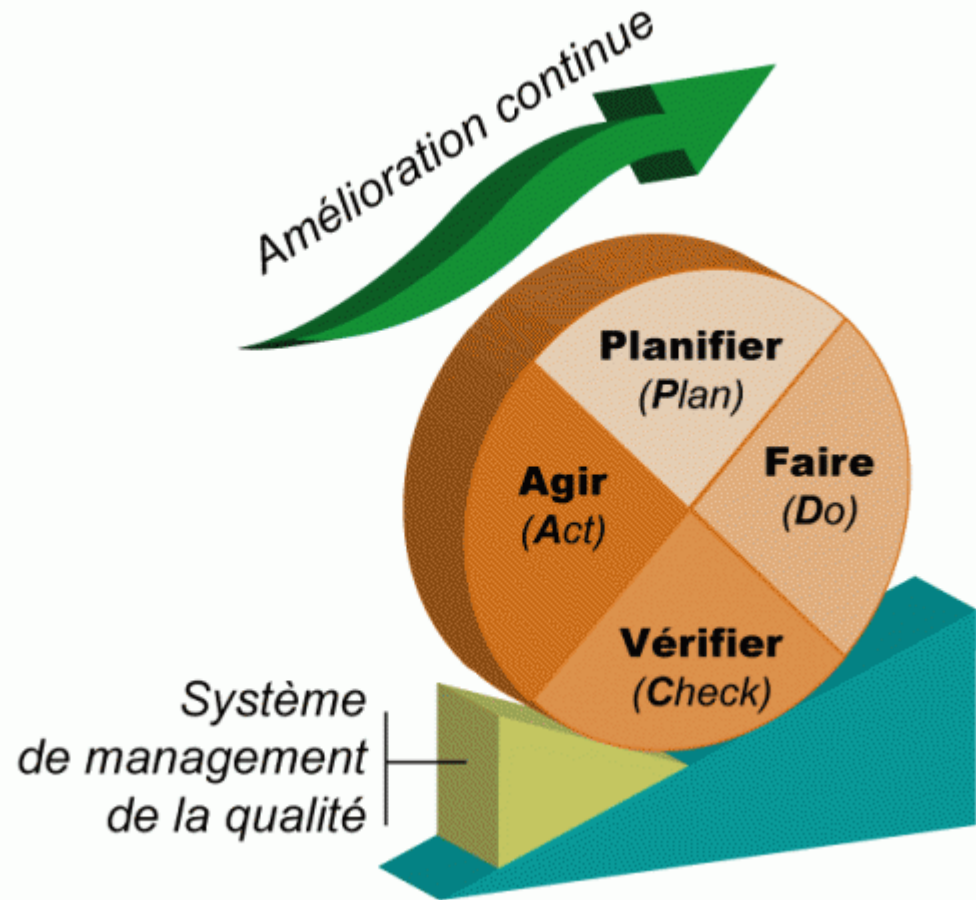 Amélioration continue
Planifier
(Plan)
Faire
(Do)
Agir
(Act)
Vérifier
(Check)
Système
de management
de la qualité